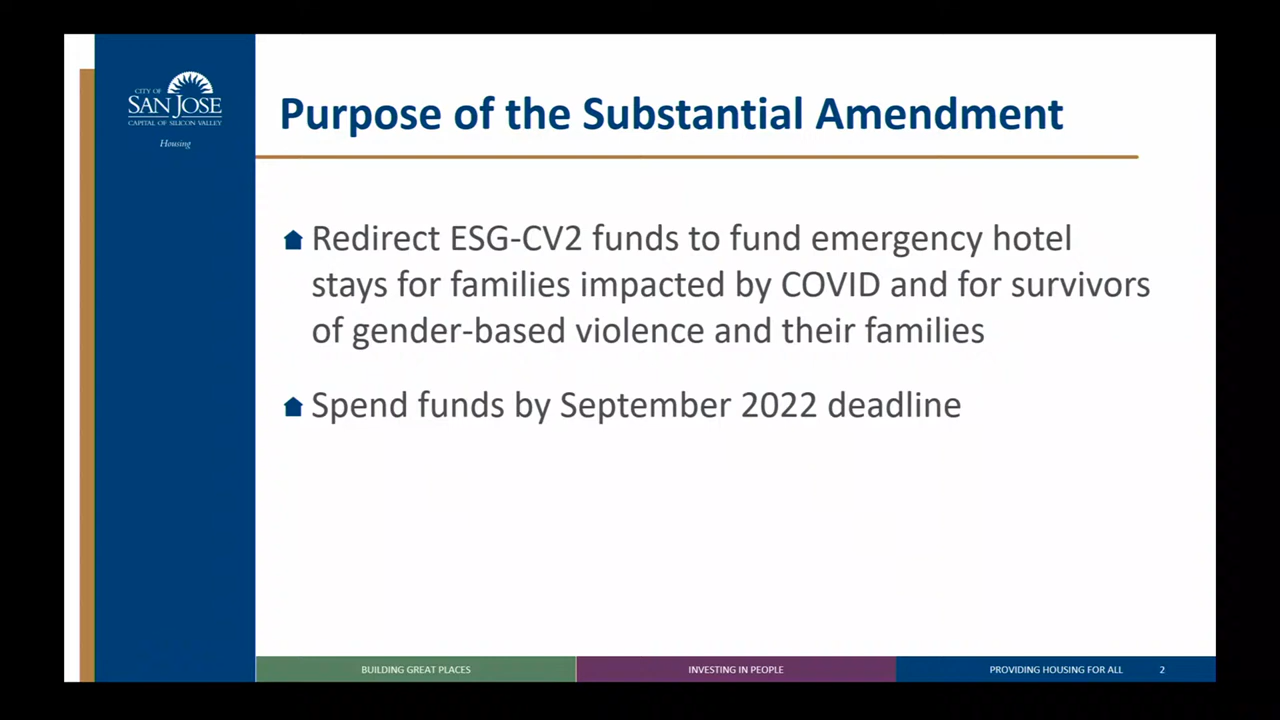 CITY OF
SAN JOSE
CAPITAL OF SILICON VALLEY
Housing
Purpose of the Substantial Amendment
Redirect ESG-CV2 funds to fund emergency hotel
stays for families impacted by COVID and for survivors
of gender-based violence and their families
Spend funds by September 2022 deadline
BUILDING GREAT PLACES
INVESTING IN PEOPLE
PROVIDING HOUSING FOR ALL
2